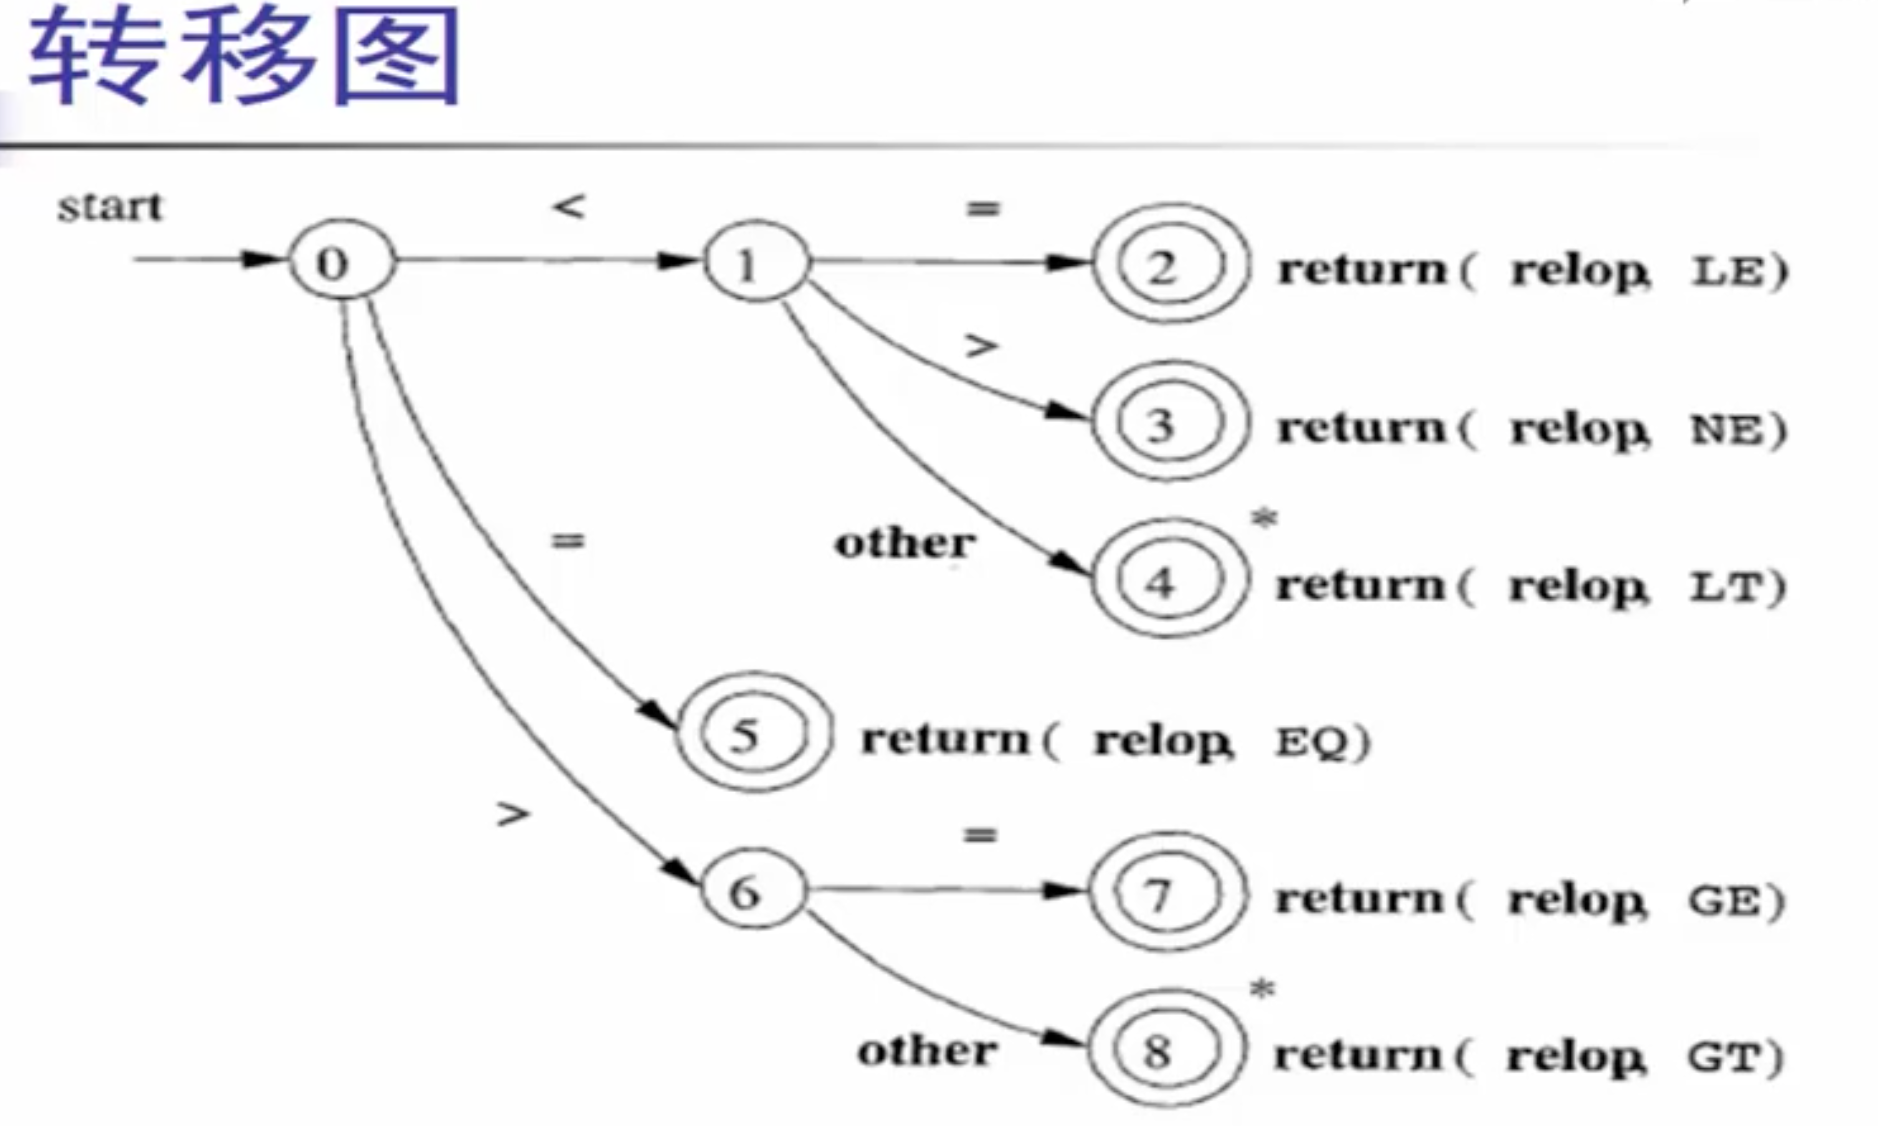 转移图
start
<
=
0
1
2
return( relop, LE)
>
3
return( relop, NE)
*
=
other
4
return( relop, LT)
5
return( relop, EQ)
>
=
6
7
return( relop, GE)
*
other
8
return( relop, GT)